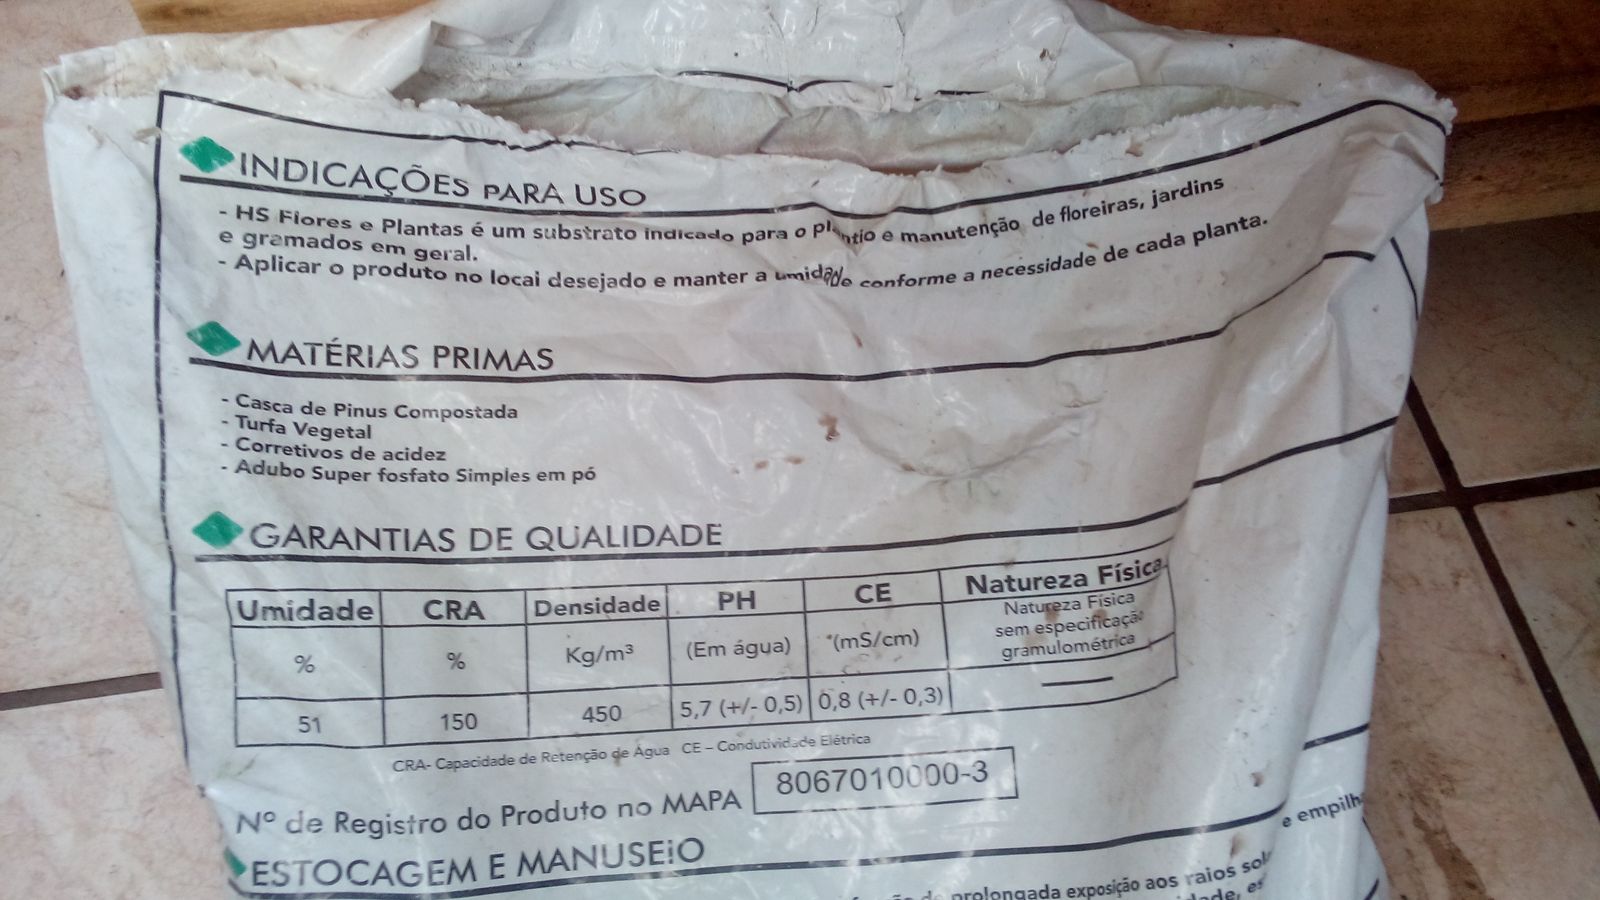 INDICAÇÕES PARA USO
- HS Flores e Plantas é um substrato indicado para o plantio e manutenção de floreiras, jardins
e gramados em geral.
- Aplicar o produto no local desejado e manter a umidade conforme a necessidade de cada planta.
MATÉRIAS PRIMAS
- Casca de Pinus Compostada
- Turfa Vegetal
- Corretivos de acidez
- Adubo Super fosfato Simples em pó
GARANTIAS DE QUALIDADE
Umidade CRA Densidade PH CE Natureza Física
% % Kg/m³ (Em água) (mS/cm) Natureza Física
sem especificação
gramulométrica
51 150 450 5,7 (+/- 0,5) 0,8 (+/- 0,3)
CRA- Capacidade de Retenção de Água CE – Condutividade Elétrica
Nº de Registro do Produto no MAPA 8067010000-3
ESTOCAGEM E MANUSEIO
e empilh
prolongada exposição aos raios